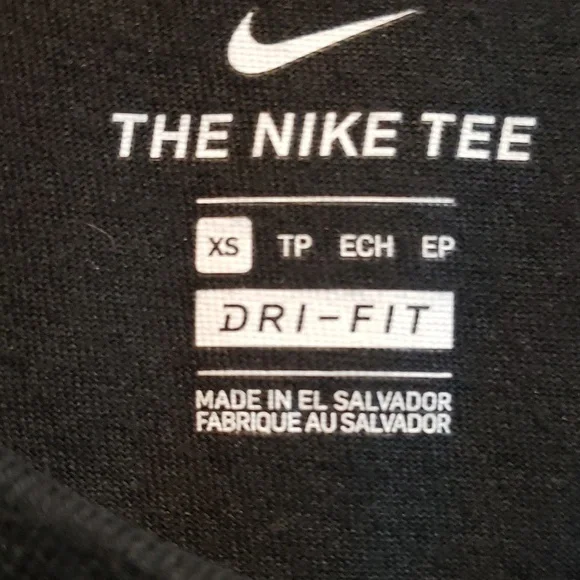 THE NIKE TEE
XS TP ECH EP
DRI-FIT
MADE IN EL SALVADOR
FABRIQUE AU SALVADOR